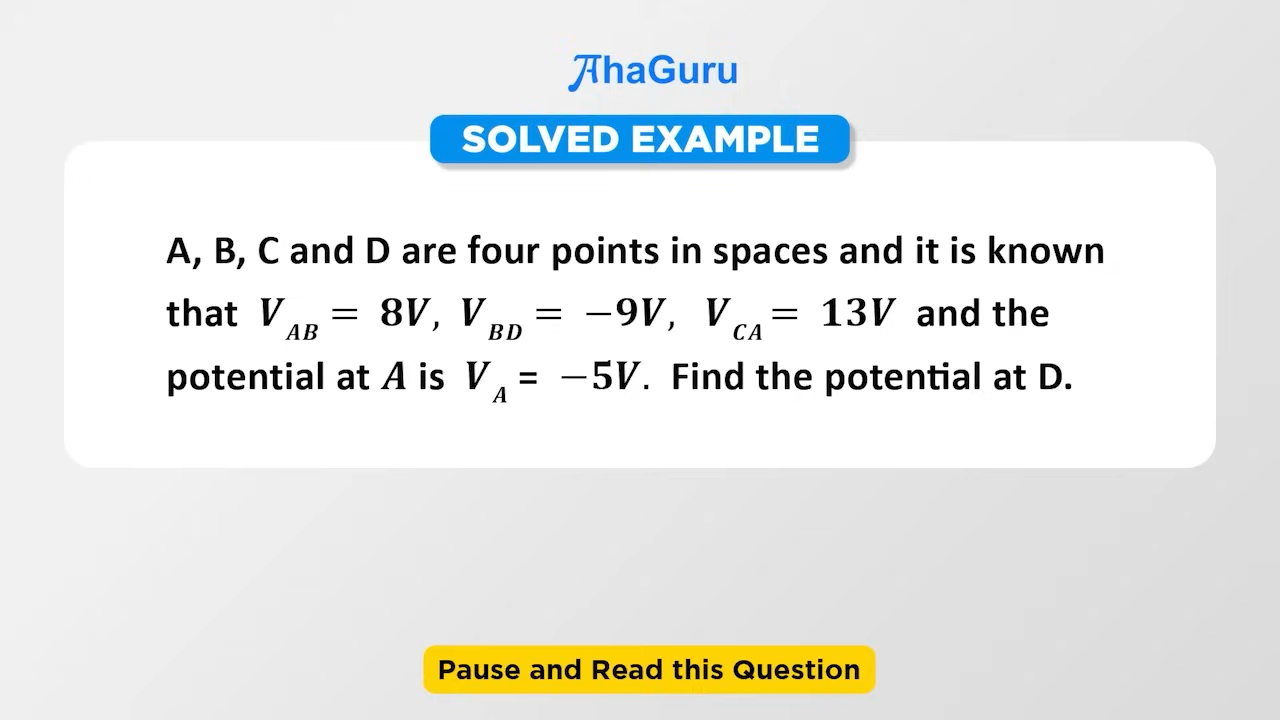 AhaGuru
SOLVED EXAMPLE
A, B, C and D are four points in spaces and it is known
that V_AB = 8V, V_BD = −9V, V_CA = 13V and the
potential at A is V_A = −5V. Find the potential at D.
Pause and Read this Question